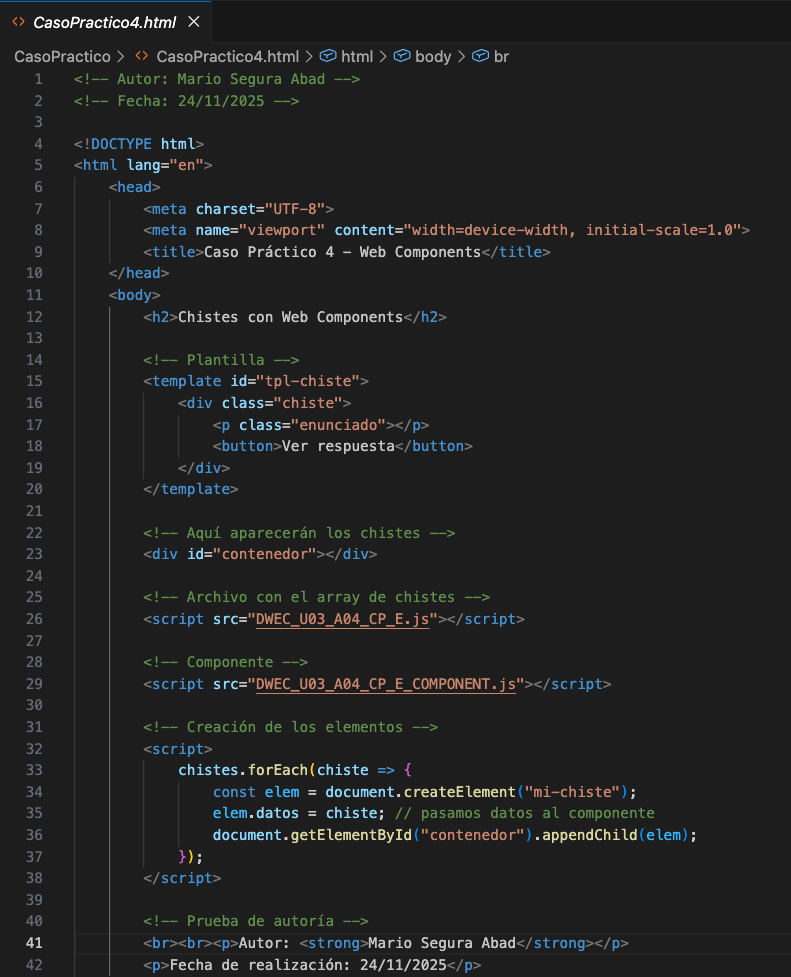 CasoPractico4.html
CasoPractico > CasoPractico4.html > html > body > br
1 <!-- Autor: Mario Segura Abad -->
2 <!-- Fecha: 24/11/2025 -->
3
4 <!DOCTYPE html>
5 <html lang="en">
6 <head>
7 <meta charset="UTF-8">
8 <meta name="viewport" content="width=device-width, initial-scale=1.0">
9 <title>Caso Práctico 4 - Web Components</title>
10 </head>
11 <body>
12 <h2>Chistes con Web Components</h2>
13
14 <!-- Plantilla -->
15 <template id="tpl-chiste">
16 <div class="chiste">
17 <p class="enunciado"></p>
18 <button>Ver respuesta</button>
19 </div>
20 </template>
21
22 <!-- Aquí aparecerán los chistes -->
23 <div id="contenedor"></div>
24
25 <!-- Archivo con el array de chistes -->
26 <script src="DWEC_U03_A04_CP_E.js"></script>
27
28 <!-- Componente -->
29 <script src="DWEC_U03_A04_CP_E_COMPONENT.js"></script>
30
31 <!-- Creación de los elementos -->
32 <script>
33 chistes.forEach(chiste => {
34 const elem = document.createElement("mi-chiste");
35 elem.datos = chiste; // pasamos datos al componente
36 document.getElementById("contenedor").appendChild(elem);
37 });
38 </script>
39
40 <!-- Prueba de autoría -->
41 <br><br><p>Autor: <strong>Mario Segura Abad</strong></p>
42 <p>Fecha de realización: 24/11/2025</p>